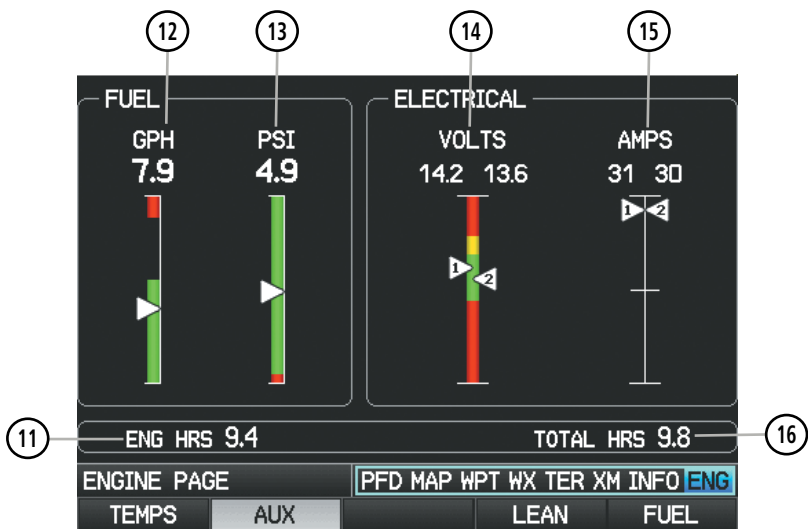 12 13 14 15
FUEL ELECTRICAL
GPH PSI VOLTS AMPS
7.9 4.9 14.2 13.6 31 30
1 2
1 2
11 ENG HRS 9.4 TOTAL HRS 9.8 16
ENGINE PAGE PFD MAP WPT WX TER XM INFO ENG
TEMPS AUX LEAN FUEL